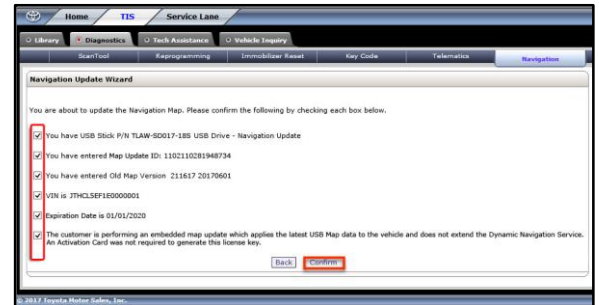 Home TIS Service Lane
Library Diagnostics Tech Assistance Vehicle Inquiry
ScanTool Reprogramming Immobilizer Reset Key Code Telematics Navigation
Navigation Update Wizard
You are about to update the Navigation Map. Please confirm the following by checking each box below.
You have USB Stick P/N TLAW-SD017-18S USB Drive - Navigation Update
You have entered Map Update ID: 1102110281948734
You have entered Old Map Version 211617 20170601
VIN is JTHCL5EF1E0000001
Expiration Date is 01/01/2020
The customer is performing an embedded map update which applies the latest USB Map data to the vehicle and does not extend the Dynamic Navigation Service.
An Activation Card was not required to generate this license key.
Back Confirm
© 2017 Toyota Motor Sales, Inc.